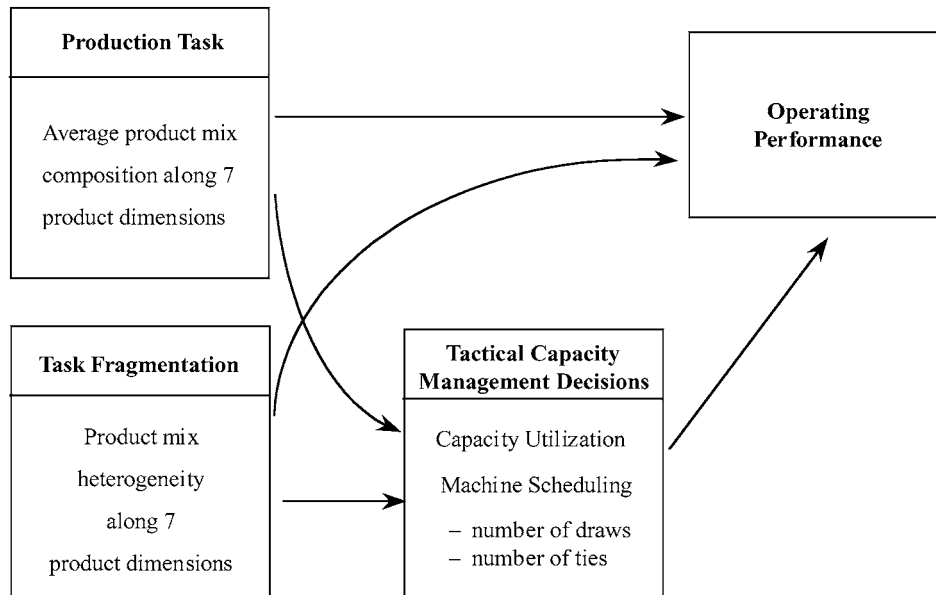 Production Task
Average product mix
composition along 7
product dimensions
Operating
Performance
Task Fragmentation
Product mix
heterogeneity
along 7
product dimensions
Tactical Capacity
Management Decisions
Capacity Utilization
Machine Scheduling
– number of draws
– number of ties